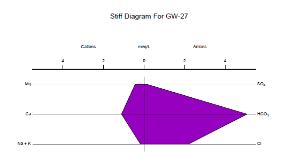 Stiff Diagram For GW-27
Cations meq/L Anions
4 2 0 2 4
Mg SO4
Ca HCO3
Na + K Cl